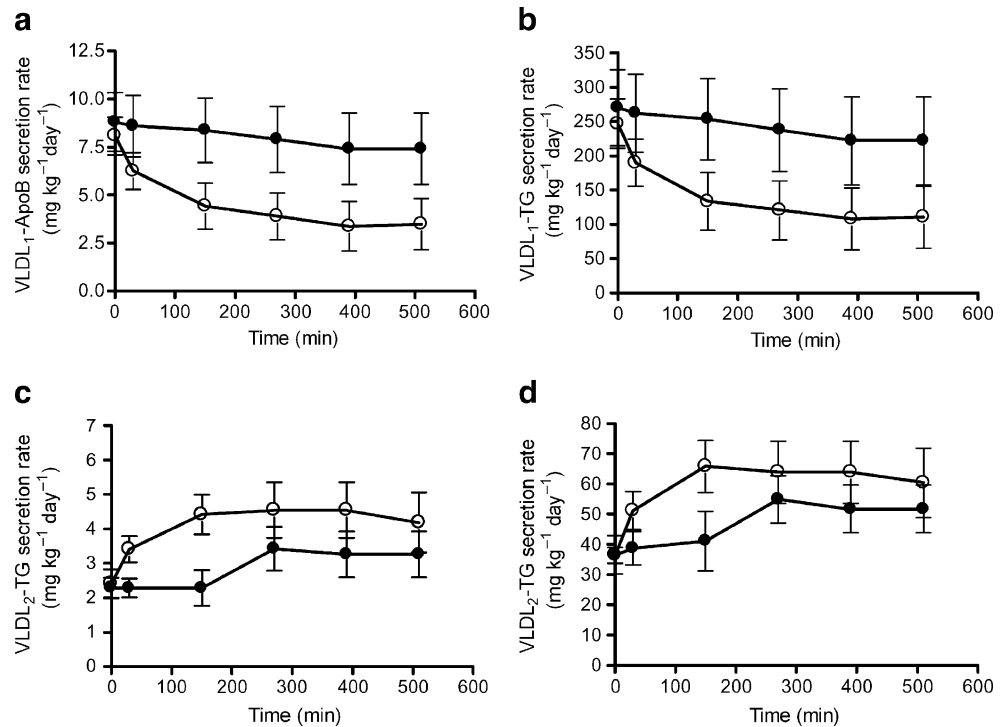 a
VLDL₁-ApoB secretion rate
(mg kg⁻¹ day⁻¹)
12.5
10.0
7.5
5.0
2.5
0.0
0 100 200 300 400 500 600
Time (min)
b
VLDL₁-TG secretion rate
(mg kg⁻¹ day⁻¹)
350
300
250
200
150
100
50
0
0 100 200 300 400 500 600
Time (min)
c
VLDL₂-TG secretion rate
(mg kg⁻¹ day⁻¹)
7
6
5
4
3
2
1
0
0 100 200 300 400 500 600
Time (min)
d
VLDL₂-TG secretion rate
(mg kg⁻¹ day⁻¹)
80
70
60
50
40
30
20
10
0
0 100 200 300 400 500 600
Time (min)